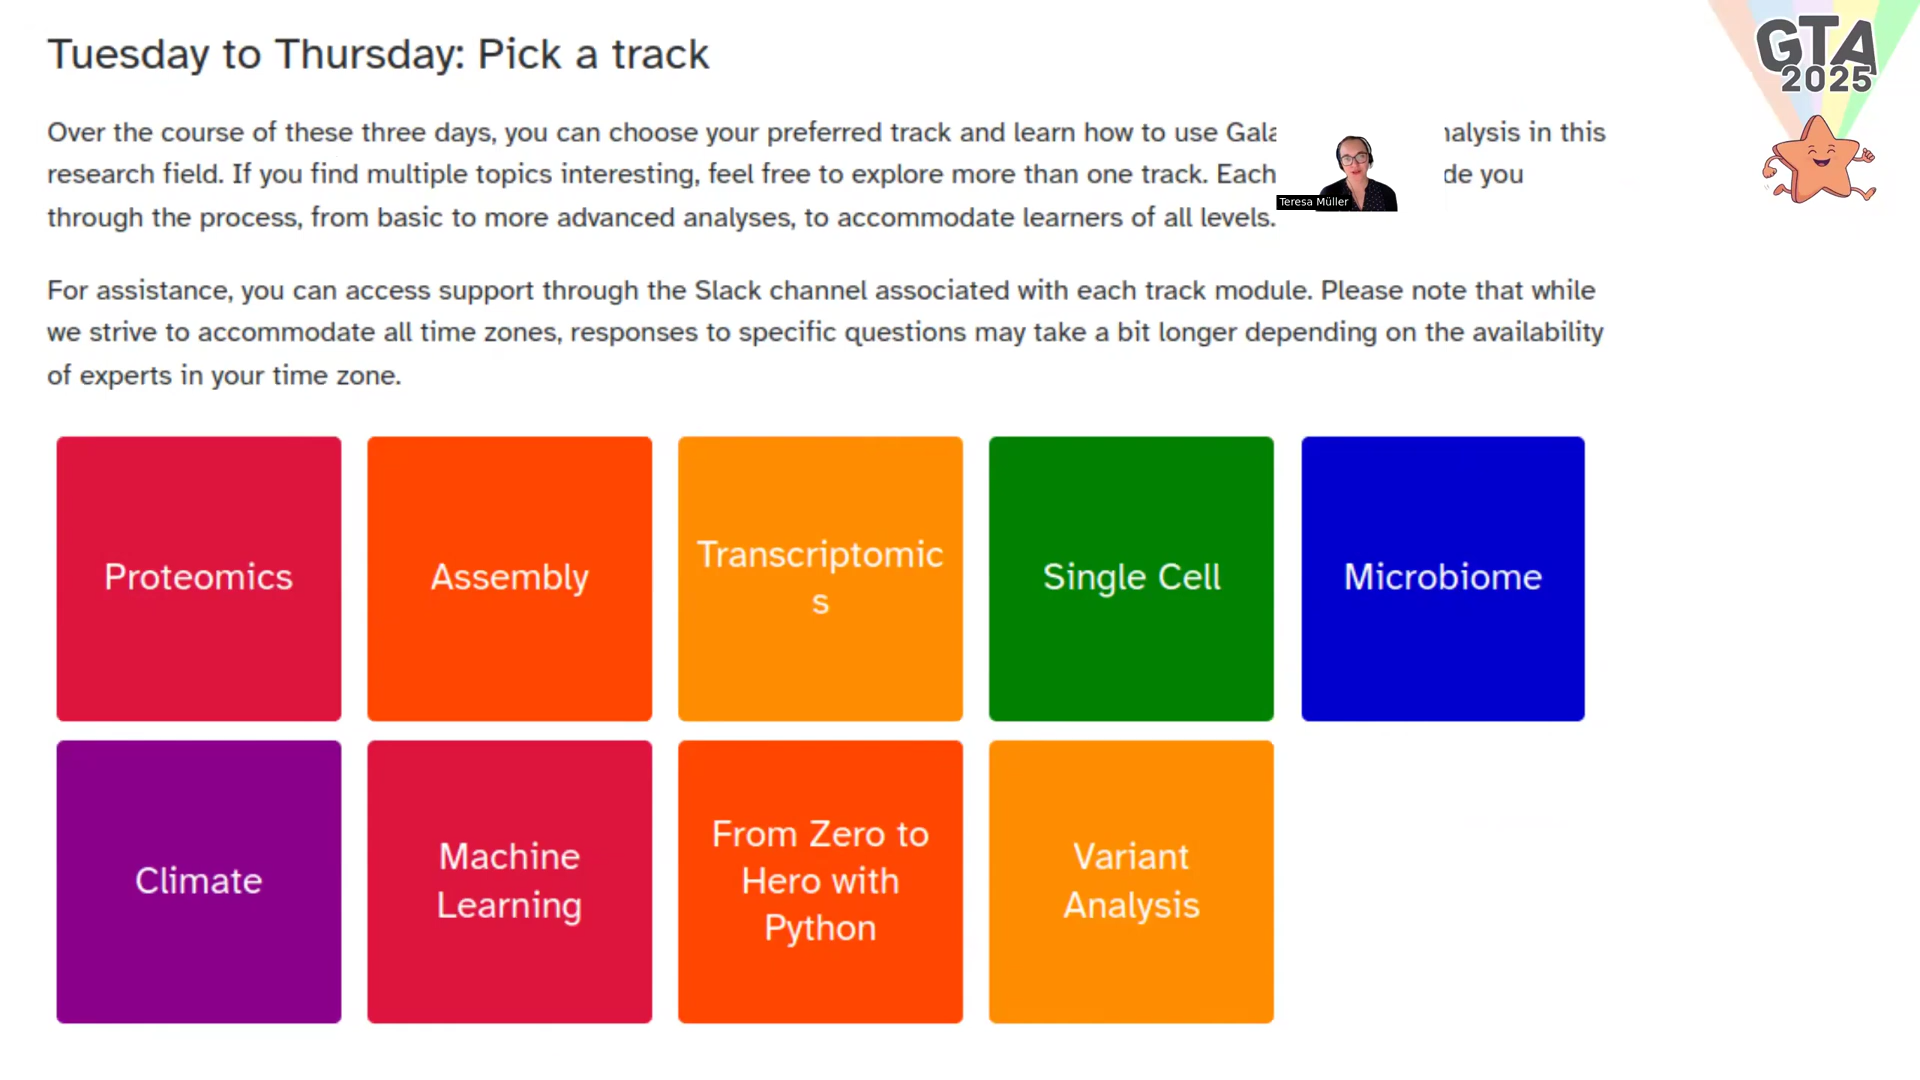 Tuesday to Thursday: Pick a track
GTA
2025
Over the course of these three days, you can choose your preferred track and learn how to use in this
research field. If you find multiple topics interesting, feel free to explore more than one track. Each you
Teresa Müller
through the process, from basic to more advanced analyses, to accommodate learners of all levels.
For assistance, you can access support through the Slack channel associated with each track module. Please note that while
we strive to accommodate all time zones, responses to specific questions may take a bit longer depending on the availability
of experts in your time zone.
Proteomics
Assembly
Transcriptomic
s
Single Cell
Microbiome
Climate
Machine
Learning
From Zero to
Hero with
Python
Variant
Analysis